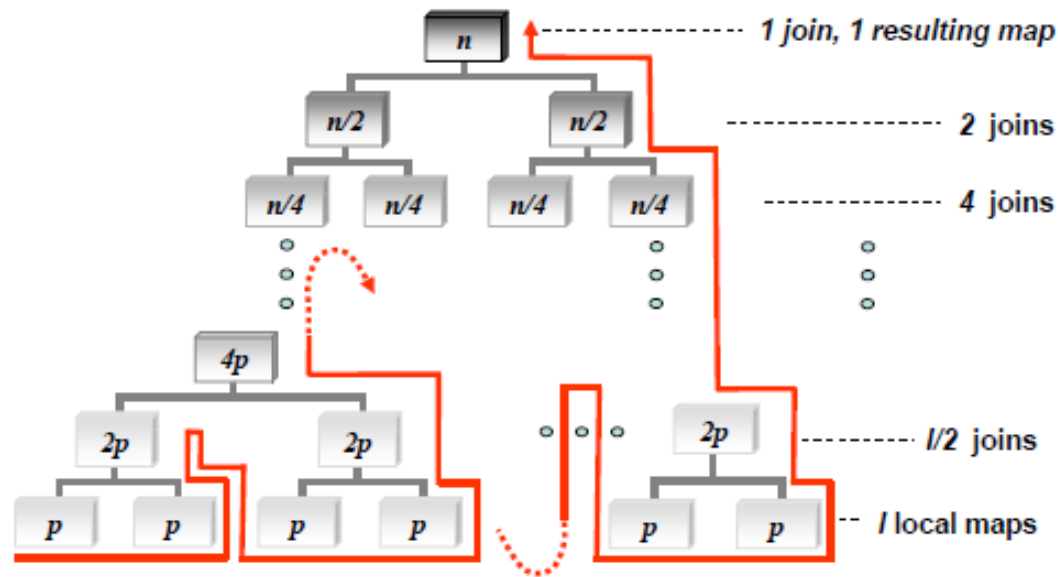 n 1 join, 1 resulting map
n/2 n/2 2 joins
n/4 n/4 n/4 n/4 4 joins
4p
2p 2p 2p l/2 joins
p p p p p p l local maps